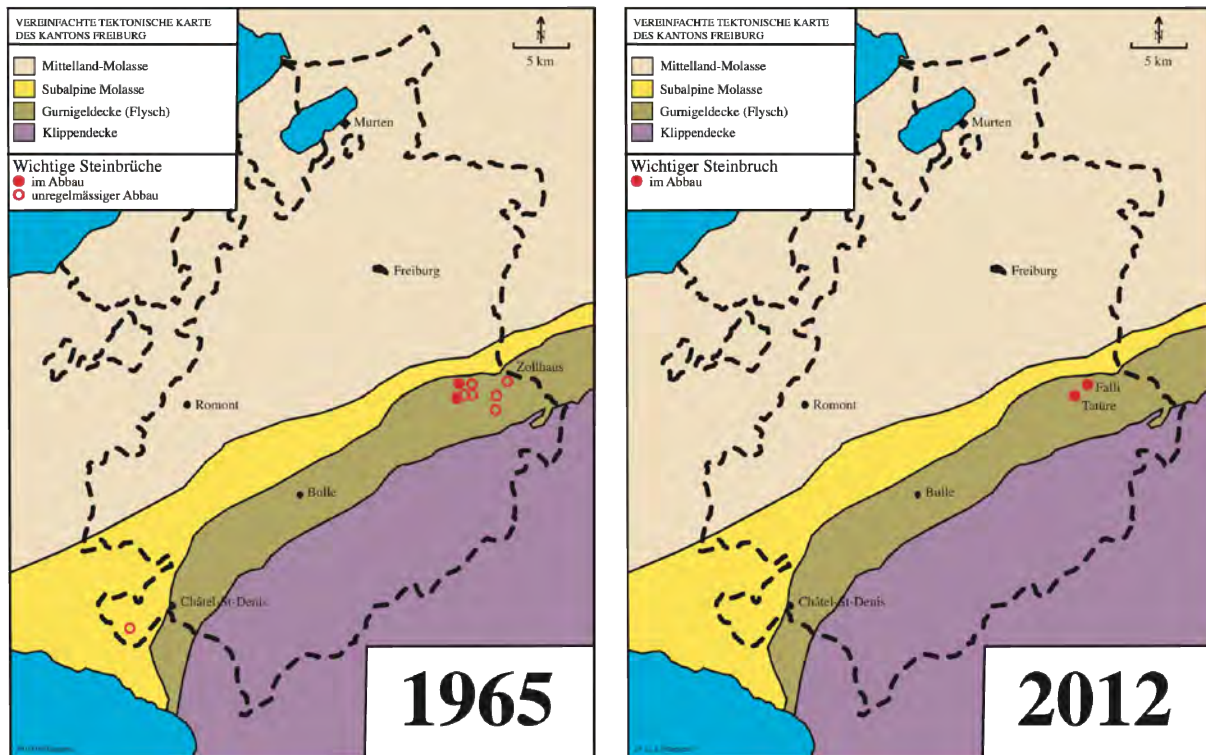 VEREINFACHTE TEKTONISCHE KARTE
DES KANTONS FREIBURG
Mittelland-Molasse
Subalpine Molasse
Gurnigeldecke (Flysch)
Klippendecke
Wichtige Steinbrüche
im Abbau
unregelmässiger Abbau
N
5 km
Murten
Freiburg
Zollhaus
Romont
Bulle
Châtel-St-Denis
1965
VEREINFACHTE TEKTONISCHE KARTE
DES KANTONS FREIBURG
Mittelland-Molasse
Subalpine Molasse
Gurnigeldecke (Flysch)
Klippendecke
Wichtiger Steinbruch
im Abbau
N
5 km
Murten
Freiburg
Falli
Tatüre
Romont
Bulle
Châtel-St-Denis
2012